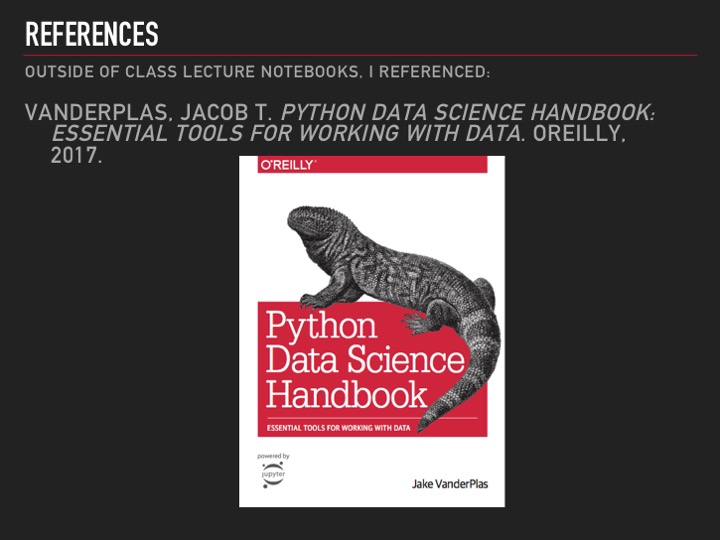 REFERENCES
OUTSIDE OF CLASS LECTURE NOTEBOOKS, I REFERENCED:
VANDERPLAS, JACOB T. PYTHON DATA SCIENCE HANDBOOK:
ESSENTIAL TOOLS FOR WORKING WITH DATA. OREILLY,
2017.
O'REILLY
Python
Data Science
Handbook
ESSENTIAL TOOLS FOR WORKING WITH DATA
powered by
jupyter
Jake VanderPlas